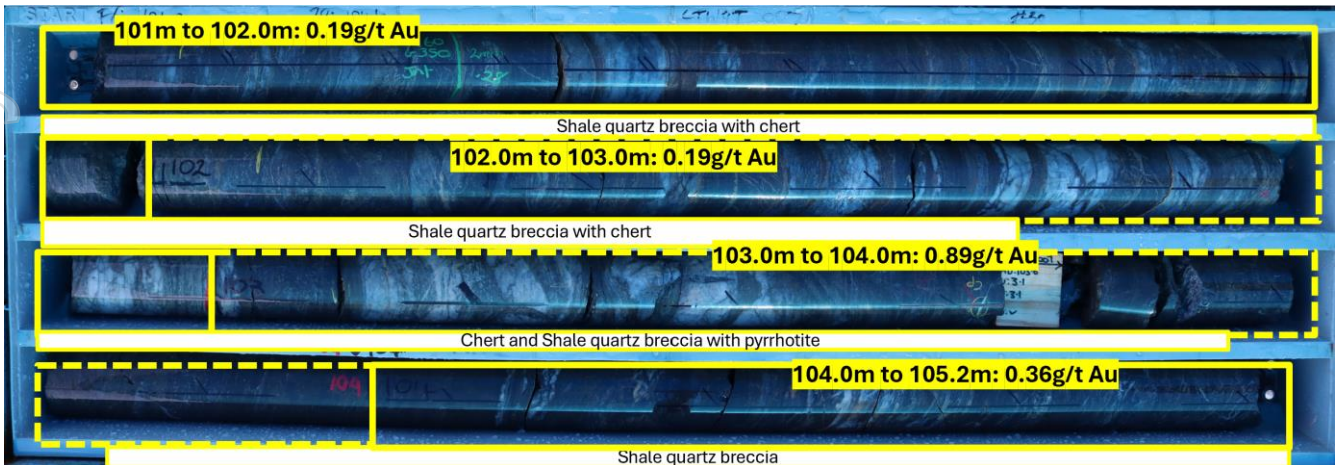 START
101m to 102.0m: 0.19g/t Au
Shale quartz breccia with chert
102.0m to 103.0m: 0.19g/t Au
102
Shale quartz breccia with chert
103.0m to 104.0m: 0.89g/t Au
Chert and Shale quartz breccia with pyrrhotite
104.0m to 105.2m: 0.36g/t Au
104
Shale quartz breccia